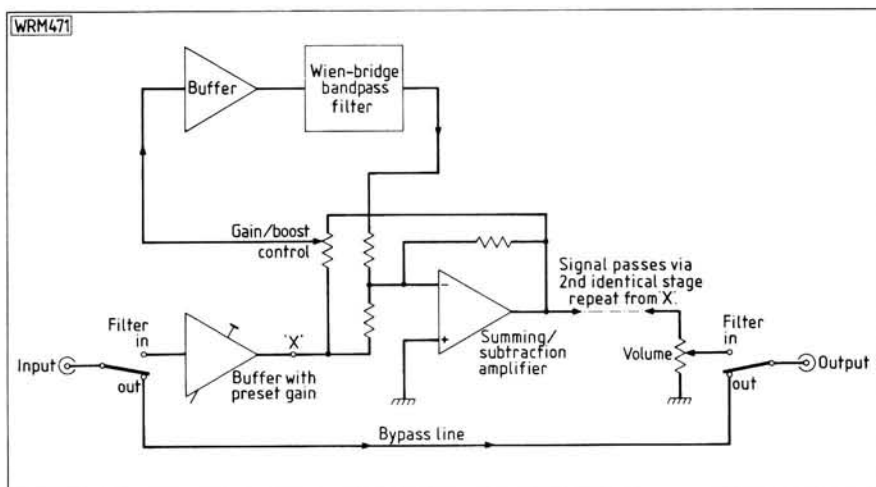 WRM471
Buffer
Wien-bridge
bandpass
filter
Gain/boost
control
Signal passes via
2nd identical stage
repeat from 'X'.
Filter
in
'X'
−
+
Summing/
subtraction
amplifier
Filter
in
Volume
Input
out
Buffer with
preset gain
out
Output
Bypass line